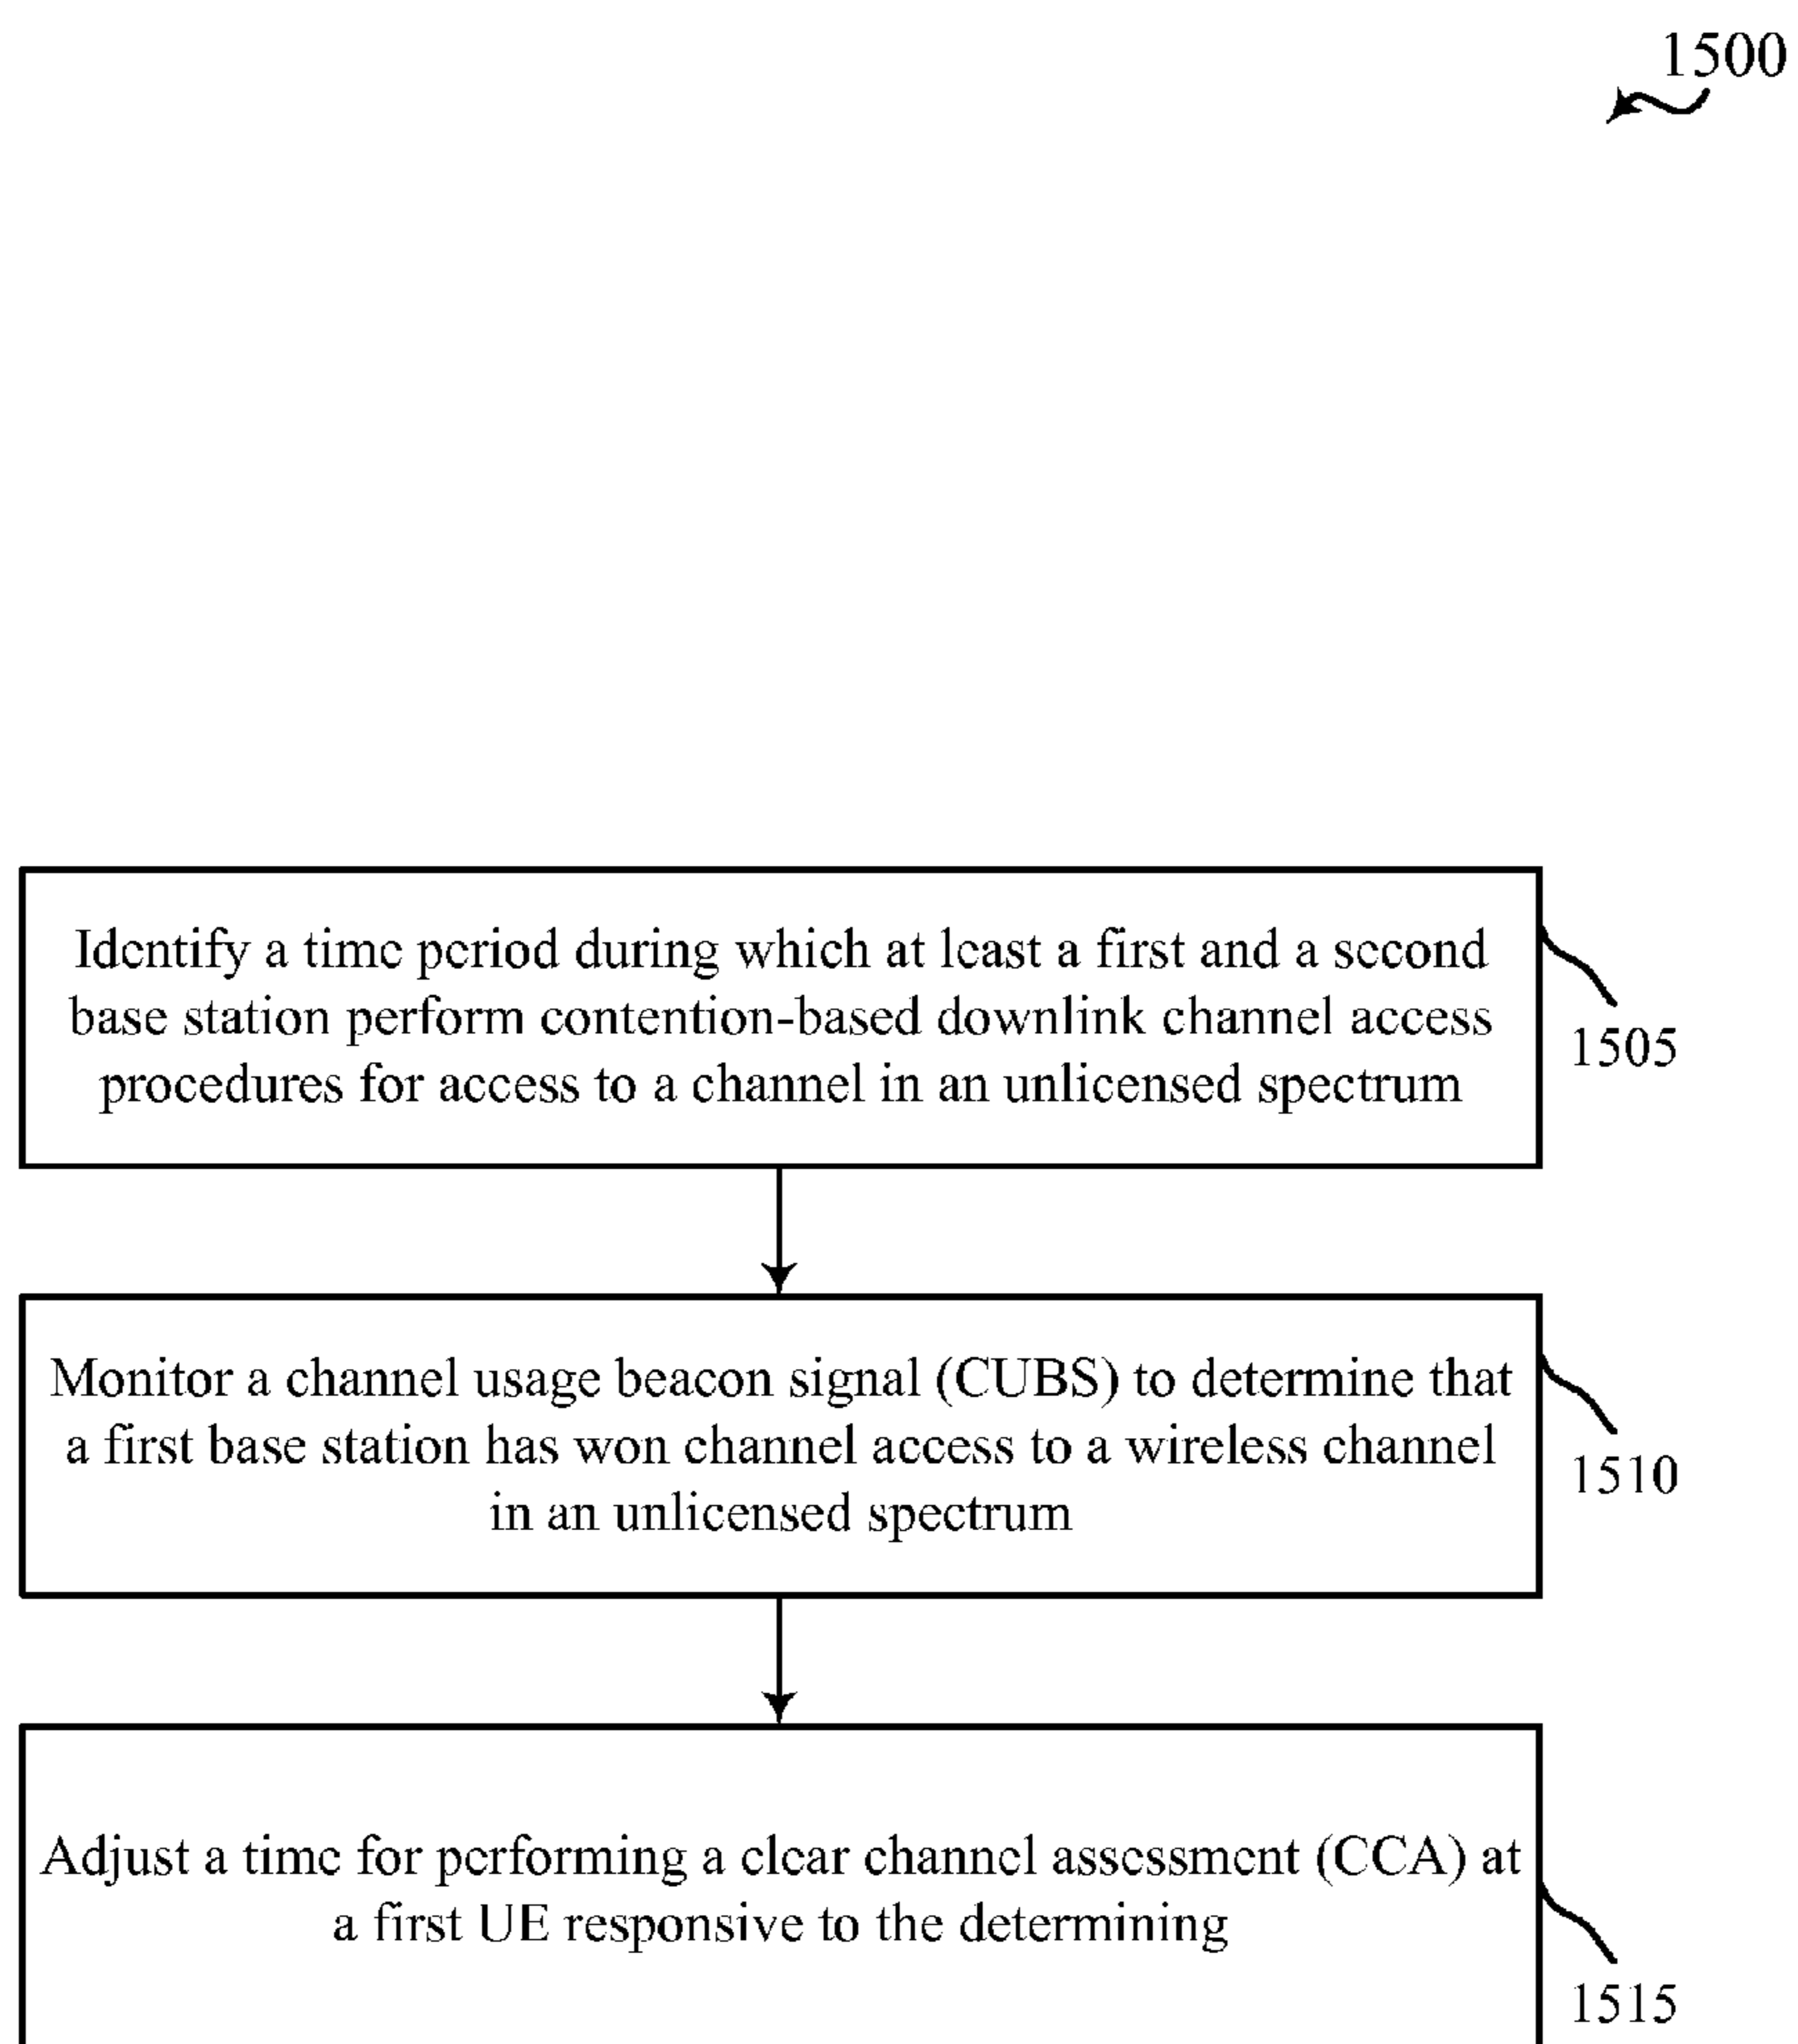 1500
Identify a time period during which at least a first and a second
base station perform contention-based downlink channel access
procedures for access to a channel in an unlicensed spectrum
1505
Monitor a channel usage beacon signal (CUBS) to determine that
a first base station has won channel access to a wireless channel
in an unlicensed spectrum
1510
Adjust a time for performing a clear channel assessment (CCA) at
a first UE responsive to the determining
1515